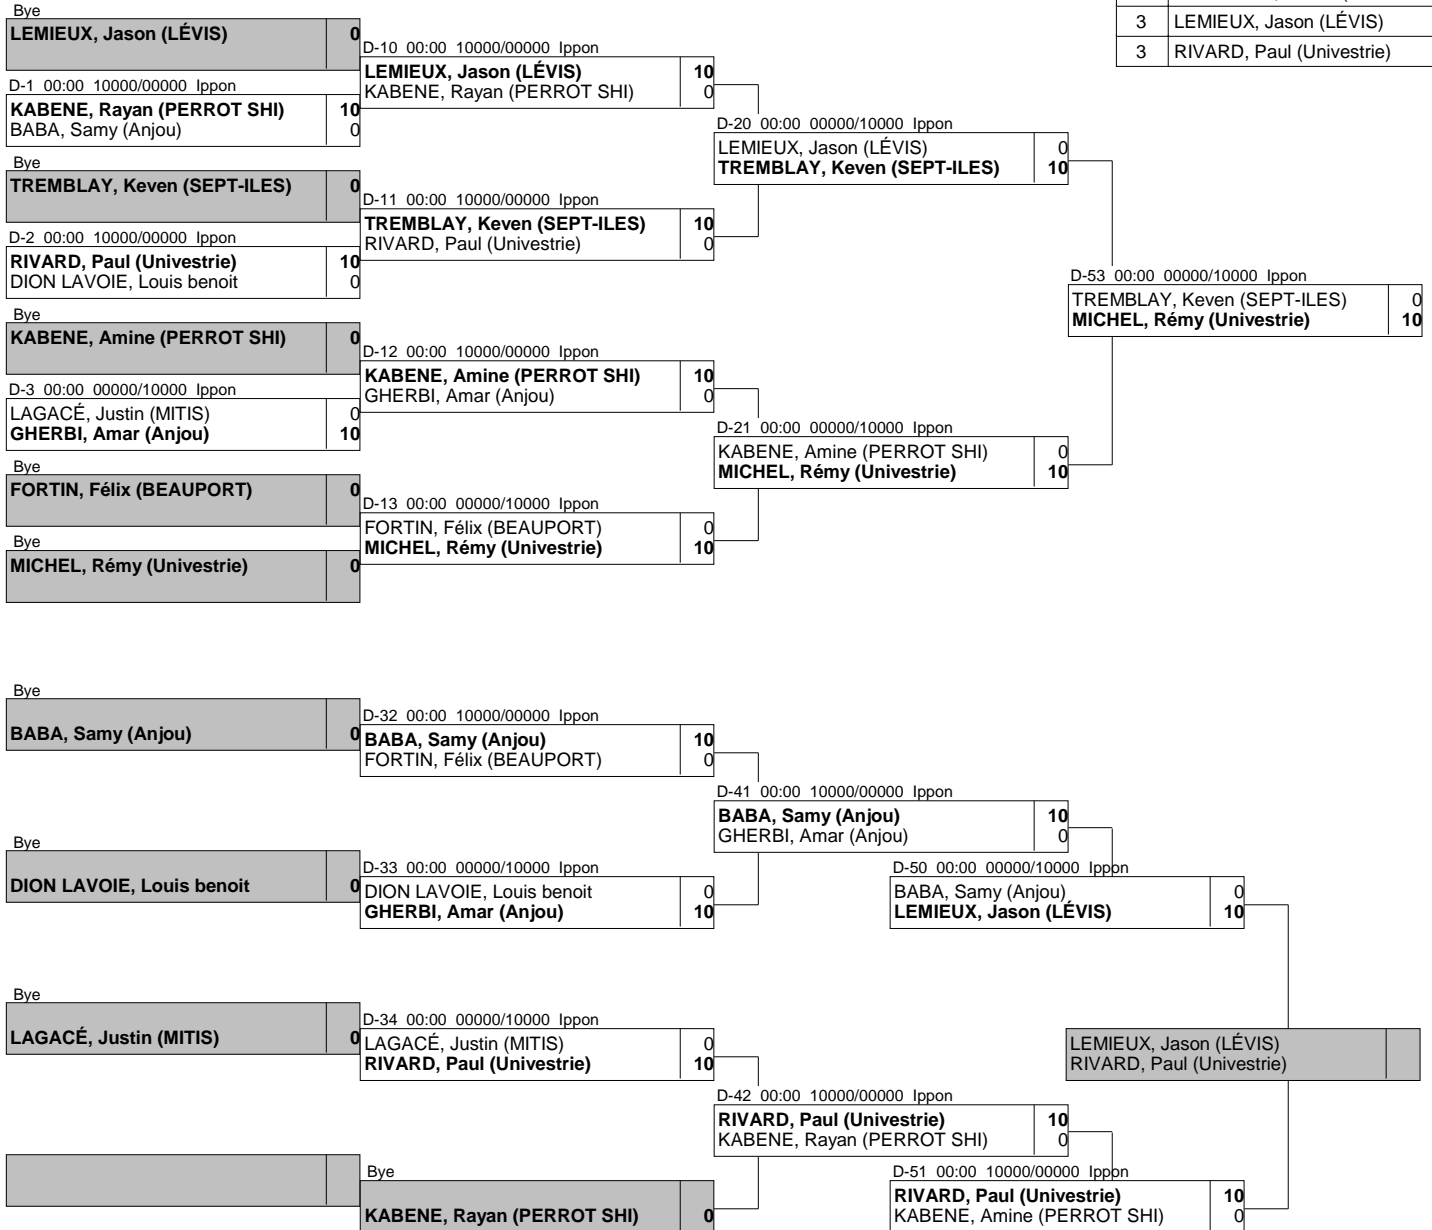 3 LEMIEUX, Jason (LÉVIS)
3 RIVARD, Paul (Univestrie)
Bye
LEMIEUX, Jason (LÉVIS) 0
D-1 00:00 10000/00000 Ippon
KABENE, Rayan (PERROT SHI) 10
BABA, Samy (Anjou) 0
Bye
TREMBLAY, Keven (SEPT-ILES) 0
D-2 00:00 10000/00000 Ippon
RIVARD, Paul (Univestrie) 10
DION LAVOIE, Louis benoit 0
Bye
KABENE, Amine (PERROT SHI) 0
D-3 00:00 00000/10000 Ippon
LAGACÉ, Justin (MITIS) 0
GHERBI, Amar (Anjou) 10
Bye
FORTIN, Félix (BEAUPORT) 0
Bye
MICHEL, Rémy (Univestrie) 0
D-10 00:00 10000/00000 Ippon
LEMIEUX, Jason (LÉVIS) 10
KABENE, Rayan (PERROT SHI) 0
D-11 00:00 10000/00000 Ippon
TREMBLAY, Keven (SEPT-ILES) 10
RIVARD, Paul (Univestrie) 0
D-12 00:00 10000/00000 Ippon
KABENE, Amine (PERROT SHI) 10
GHERBI, Amar (Anjou) 0
D-13 00:00 00000/10000 Ippon
FORTIN, Félix (BEAUPORT) 0
MICHEL, Rémy (Univestrie) 10
D-20 00:00 00000/10000 Ippon
LEMIEUX, Jason (LÉVIS) 0
TREMBLAY, Keven (SEPT-ILES) 10
D-21 00:00 00000/10000 Ippon
KABENE, Amine (PERROT SHI) 0
MICHEL, Rémy (Univestrie) 10
D-53 00:00 00000/10000 Ippon
TREMBLAY, Keven (SEPT-ILES) 0
MICHEL, Rémy (Univestrie) 10
Bye
BABA, Samy (Anjou) 0
Bye
DION LAVOIE, Louis benoit 0
Bye
LAGACÉ, Justin (MITIS) 0
D-32 00:00 10000/00000 Ippon
BABA, Samy (Anjou) 10
FORTIN, Félix (BEAUPORT) 0
D-33 00:00 00000/10000 Ippon
DION LAVOIE, Louis benoit 0
GHERBI, Amar (Anjou) 10
D-34 00:00 00000/10000 Ippon
LAGACÉ, Justin (MITIS) 0
RIVARD, Paul (Univestrie) 10
Bye
KABENE, Rayan (PERROT SHI) 0
D-41 00:00 10000/00000 Ippon
BABA, Samy (Anjou) 10
GHERBI, Amar (Anjou) 0
D-42 00:00 10000/00000 Ippon
RIVARD, Paul (Univestrie) 10
KABENE, Rayan (PERROT SHI) 0
D-50 00:00 00000/10000 Ippon
BABA, Samy (Anjou) 0
LEMIEUX, Jason (LÉVIS) 10
D-51 00:00 10000/00000 Ippon
RIVARD, Paul (Univestrie) 10
KABENE, Amine (PERROT SHI) 0
LEMIEUX, Jason (LÉVIS)
RIVARD, Paul (Univestrie)